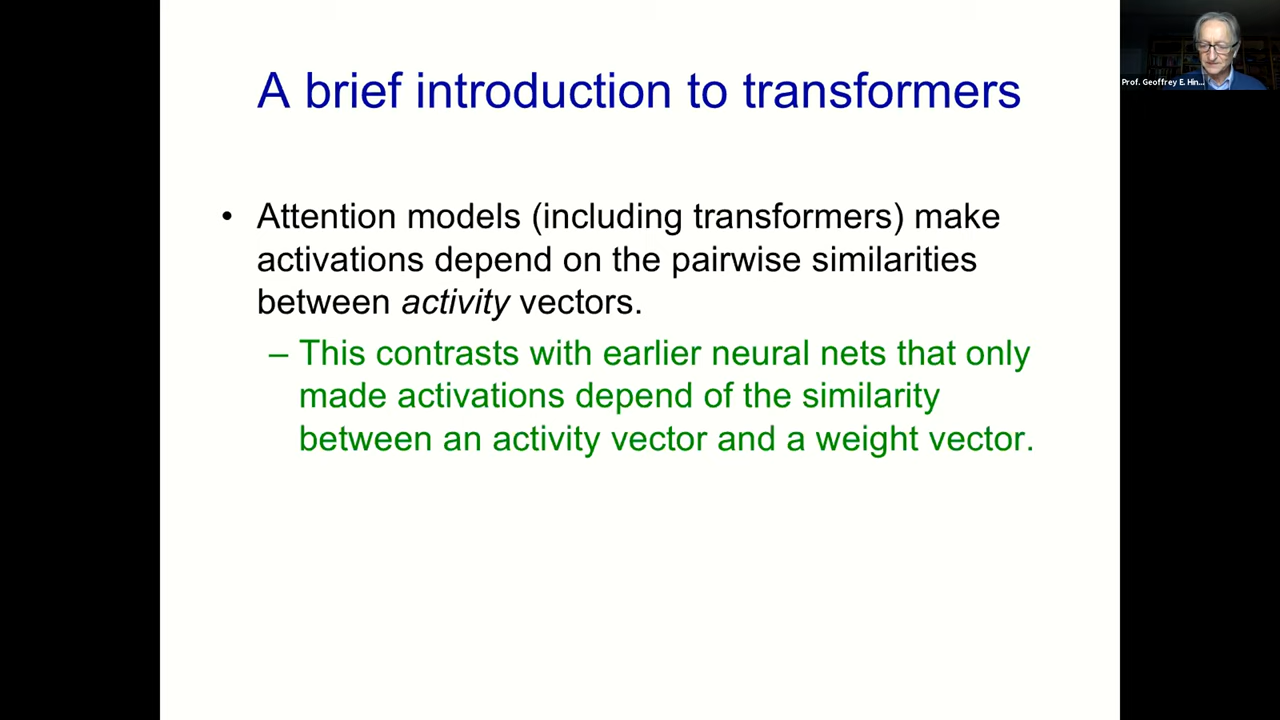 A brief introduction to transformers
Prof. Geoffrey E. Hin...
• Attention models (including transformers) make
activations depend on the pairwise similarities
between activity vectors.
– This contrasts with earlier neural nets that only
made activations depend of the similarity
between an activity vector and a weight vector.